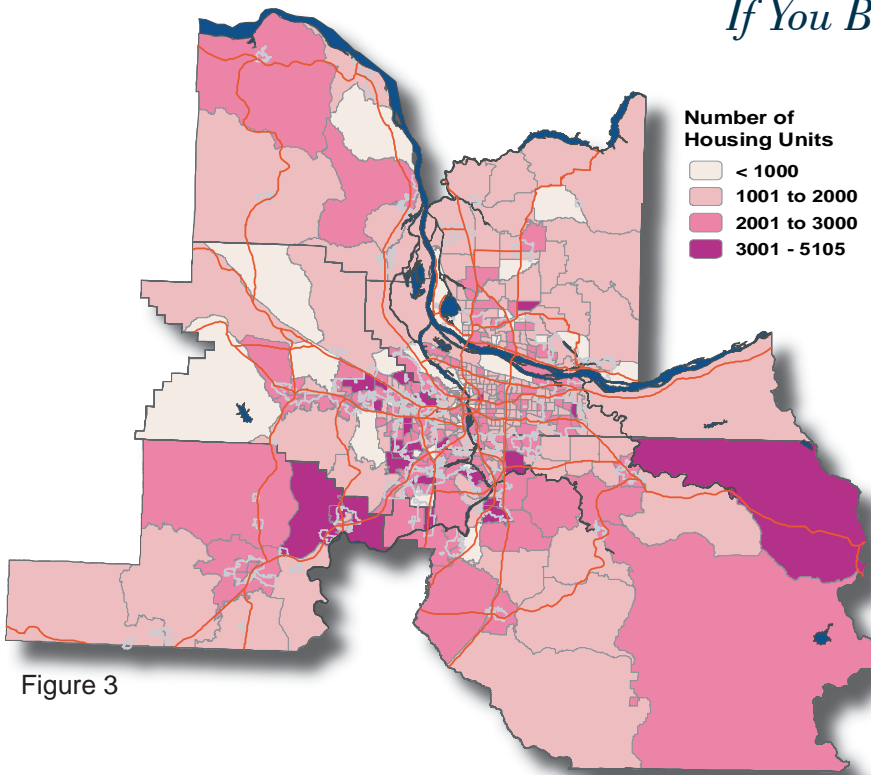 If You B
Number of
Housing Units
< 1000
1001 to 2000
2001 to 3000
3001 - 5105
Figure 3